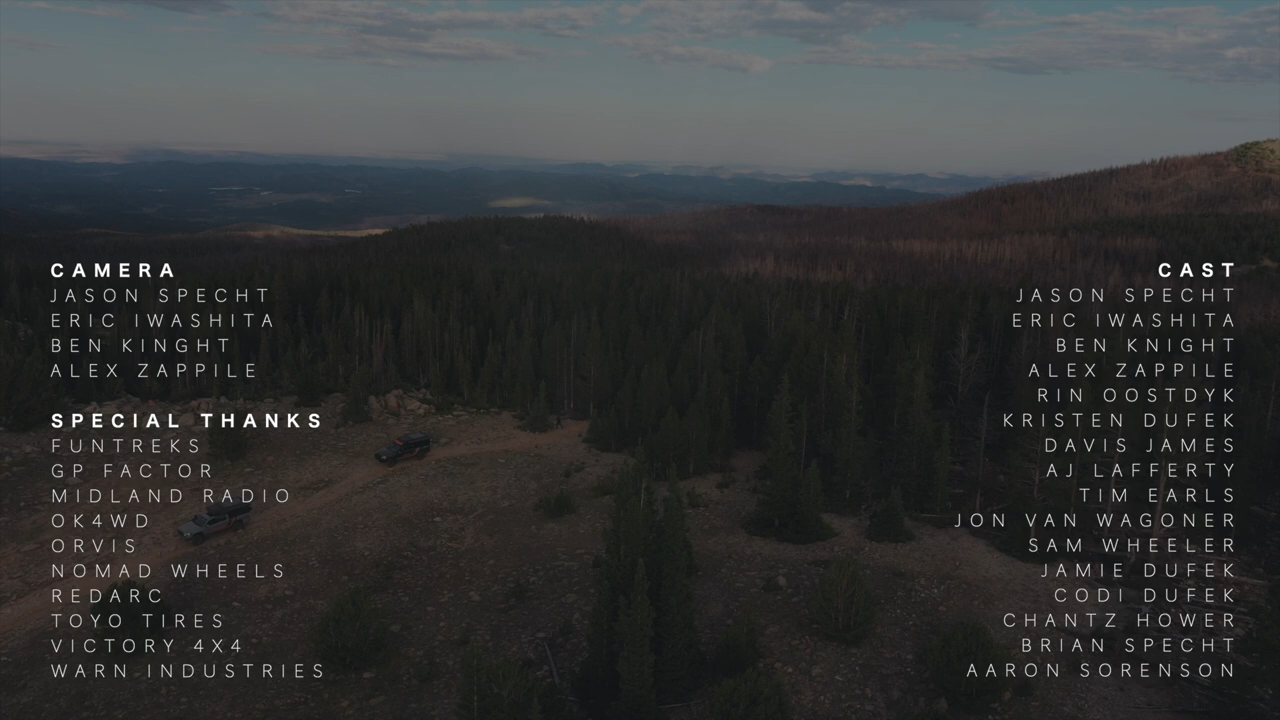 CAMERA
JASON SPECHT
ERIC IWASHITA
BEN KINGHT
ALEX ZAPPILE
SPECIAL THANKS
FUNTREKS
GP FACTOR
MIDLAND RADIO
OK4WD
ORVIS
NOMAD WHEELS
REDARC
TOYO TIRES
VICTORY 4X4
WARN INDUSTRIES
CAST
JASON SPECHT
ERIC IWASHITA
BEN KNIGHT
ALEX ZAPPILE
RIN OOSTDYK
KRISTEN DUFEK
DAVIS JAMES
AJ LAFFERTY
TIM EARLS
JON VAN WAGONER
SAM WHEELER
JAMIE DUFEK
CODI DUFEK
CHANTZ HOWER
BRIAN SPECHT
AARON SORENSON